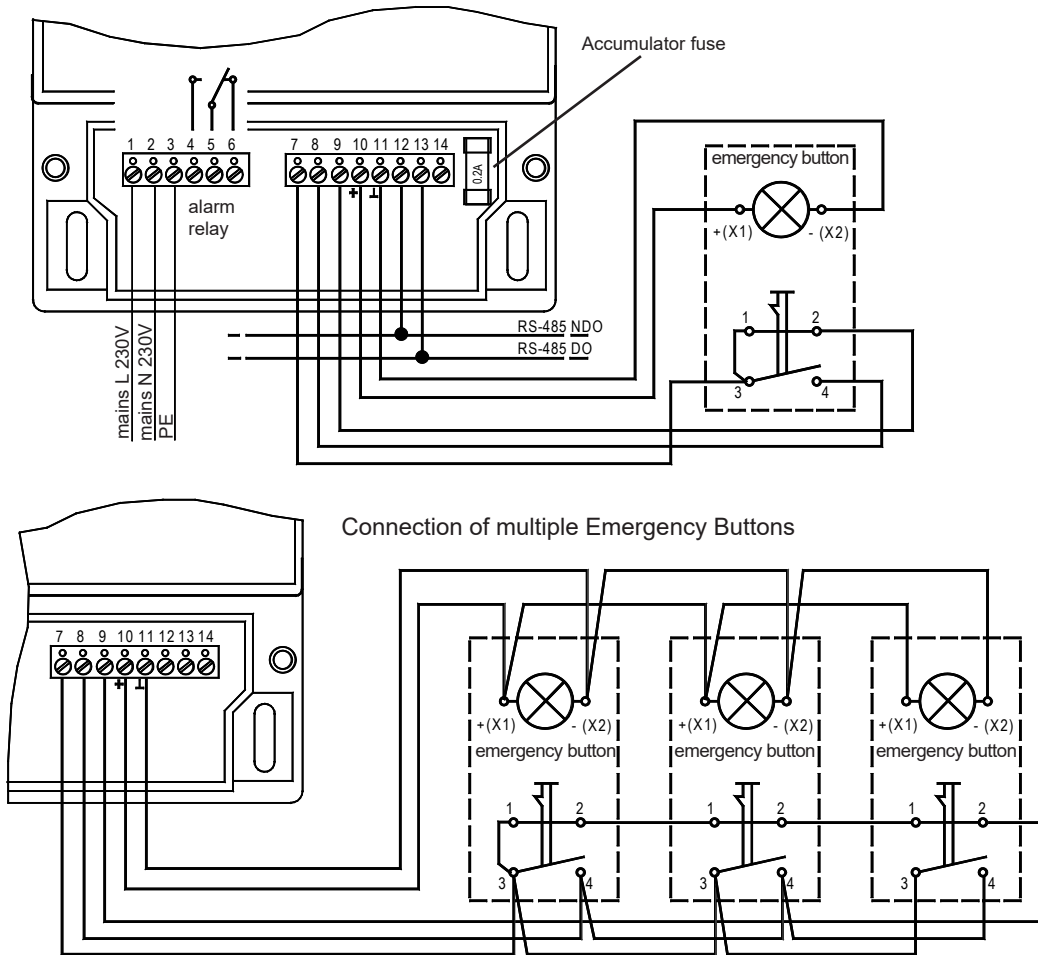 Accumulator fuse
1 2 3 4 5 6
7 8 9 10 11 12 13 14
+ ⊥
0.2A
alarm
relay
mains L 230V
mains N 230V
PE
RS-485 NDO
RS-485 DO
emergency button
+(X1) - (X2)
1 2
3 4
Connection of multiple Emergency Buttons
7 8 9 10 11 12 13 14
+ ⊥
+(X1) - (X2) +(X1) - (X2) +(X1) - (X2)
emergency button emergency button emergency button
1 2 1 2 1 2
3 4 3 4 3 4